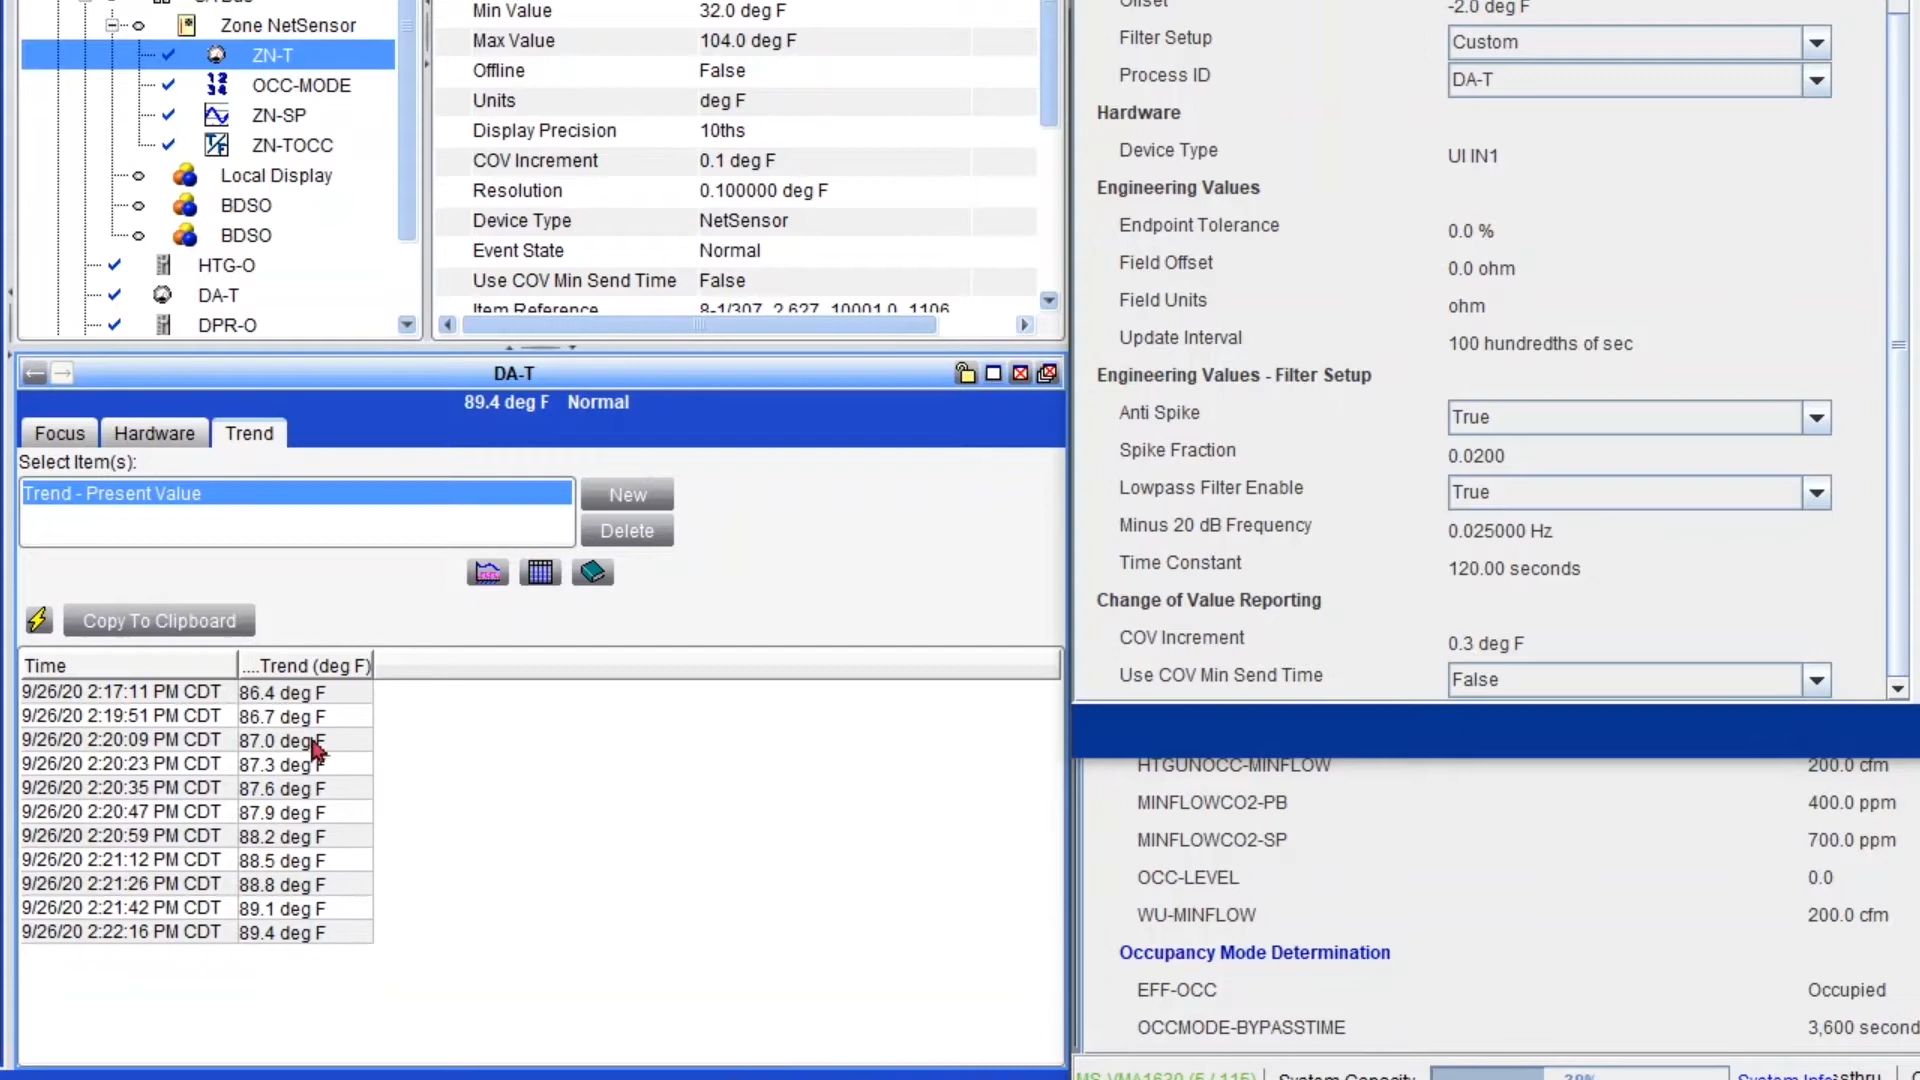 Zone NetSensor
ZN-T
OCC-MODE
ZN-SP
ZN-TOCC
Local Display
BDSO
BDSO
HTG-O
DA-T
DPR-O
Min Value 32.0 deg F
Max Value 104.0 deg F
Offline False
Units deg F
Display Precision 10ths
COV Increment 0.1 deg F
Resolution 0.100000 deg F
Device Type NetSensor
Event State Normal
Use COV Min Send Time False
Item Reference
DA-T
89.4 deg F Normal
Focus Hardware Trend
Select Item(s):
Trend - Present Value
New
Delete
Copy To Clipboard
Time ....Trend (deg F)
9/26/20 2:17:11 PM CDT 86.4 deg F
9/26/20 2:19:51 PM CDT 86.7 deg F
9/26/20 2:20:09 PM CDT 87.0 deg F
9/26/20 2:20:23 PM CDT 87.3 deg F
9/26/20 2:20:35 PM CDT 87.6 deg F
9/26/20 2:20:47 PM CDT 87.9 deg F
9/26/20 2:20:59 PM CDT 88.2 deg F
9/26/20 2:21:12 PM CDT 88.5 deg F
9/26/20 2:21:26 PM CDT 88.8 deg F
9/26/20 2:21:42 PM CDT 89.1 deg F
9/26/20 2:22:16 PM CDT 89.4 deg F
Offset -2.0 deg F
Filter Setup Custom
Process ID DA-T
Hardware
Device Type UI IN1
Engineering Values
Endpoint Tolerance 0.0 %
Field Offset 0.0 ohm
Field Units ohm
Update Interval 100 hundredths of sec
Engineering Values - Filter Setup
Anti Spike True
Spike Fraction 0.0200
Lowpass Filter Enable True
Minus 20 dB Frequency 0.025000 Hz
Time Constant 120.00 seconds
Change of Value Reporting
COV Increment 0.3 deg F
Use COV Min Send Time False
HTGUNOCC-MINFLOW 200.0 cfm
MINFLOWCO2-PB 400.0 ppm
MINFLOWCO2-SP 700.0 ppm
OCC-LEVEL 0.0
WU-MINFLOW 200.0 cfm
Occupancy Mode Determination
EFF-OCC Occupied
OCCMODE-BYPASSTIME 3,600 second
System Capacity